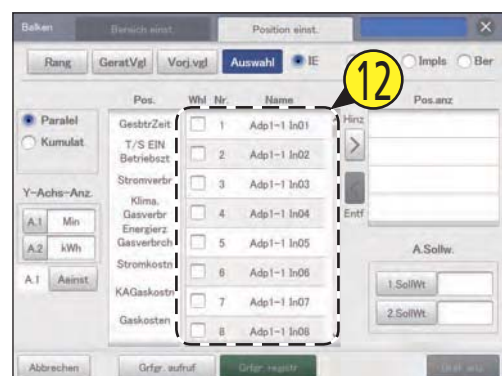 Balken
Bereich einst.
Position einst.
Rang
GerätVgl
Vorj.vgl
Auswahl
IE
Impls
Ber
12
Pos.
Whl
Nr.
Name
Pos.anz
Paralel
Kumulat
Y-Achs-Anz.
A.1
Min
A.2
kWh
A.1
Aeinst
GesbtrZeit
T/S EIN
Betriebszt
Stromverbr
Klima.
Gasverbr
Energierz
Gasverbrch
Stromkostn
KAGaskostn
Gaskosten
1 Adp1-1 In01
2 Adp1-1 In02
3 Adp1-1 In03
4 Adp1-1 In04
5 Adp1-1 In05
6 Adp1-1 In06
7 Adp1-1 In07
8 Adp1-1 In08
Hinz
>
<
Entf
A.Sollw.
1.SollWt
2.SollWt
Abbrechen
Grfgr. aufruf
Grfgr. registr